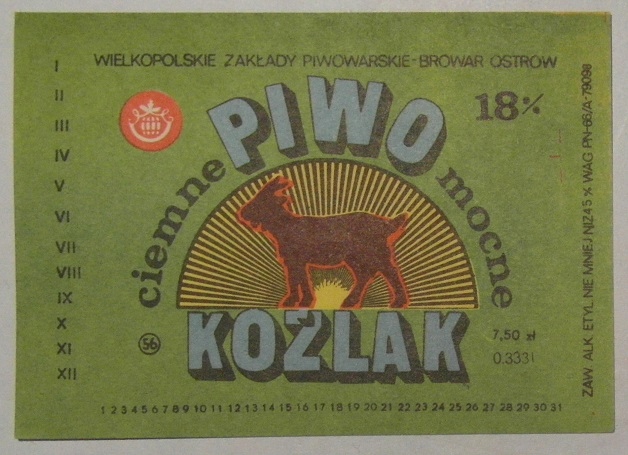 WIELKOPOLSKIE ZAKŁADY PIWOWARSKIE-BROWAR OSTRÓW
I
II
III
IV
V
VI
VII
VIII
IX
X
XI
XII
18%
PIWO
ciemne
mocne
KOŹLAK
56
7,50 zł
0.333l
1 2 3 4 5 6 7 8 9 10 11 12 13 14 15 16 17 18 19 20 21 22 23 24 25 26 27 28 29 30 31
ZAW. ALK. ETYL. NIE MNIEJ NIŻ 4 5 % WAG PN-66/A-79098